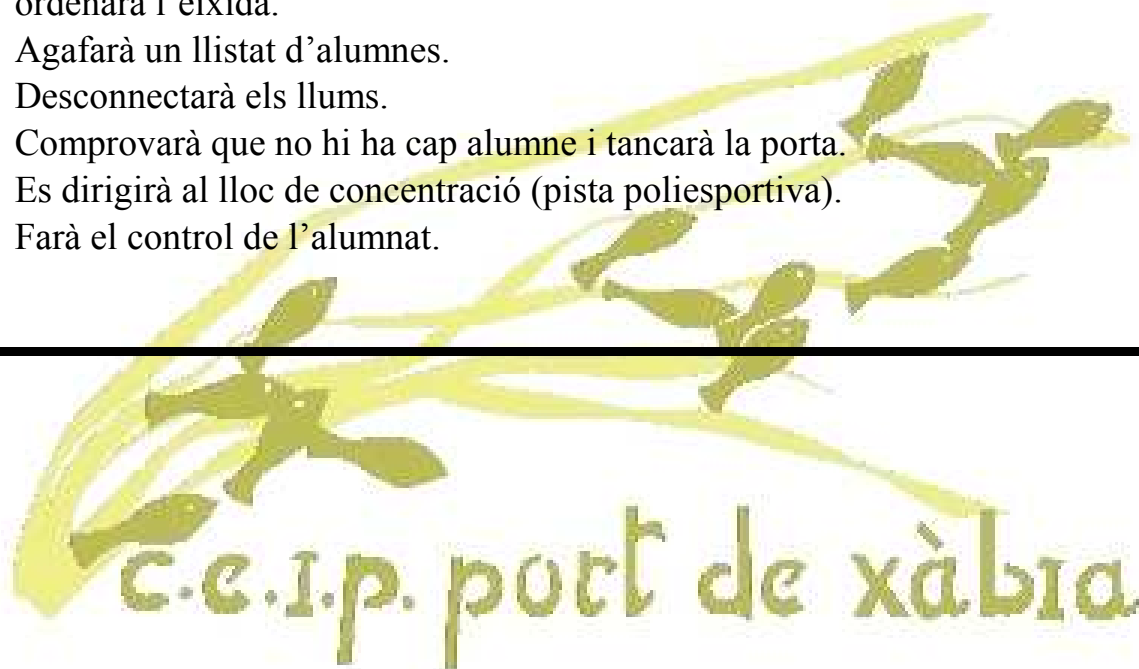 ordenarà l’eixida.
Agafarà un llistat d’alumnes.
Desconnectarà els llums.
Comprovarà que no hi ha cap alumne i tancarà la porta.
Es dirigirà al lloc de concentració (pista poliesportiva).
Farà el control de l’alumnat.
c.e.i.p. port de xàbia